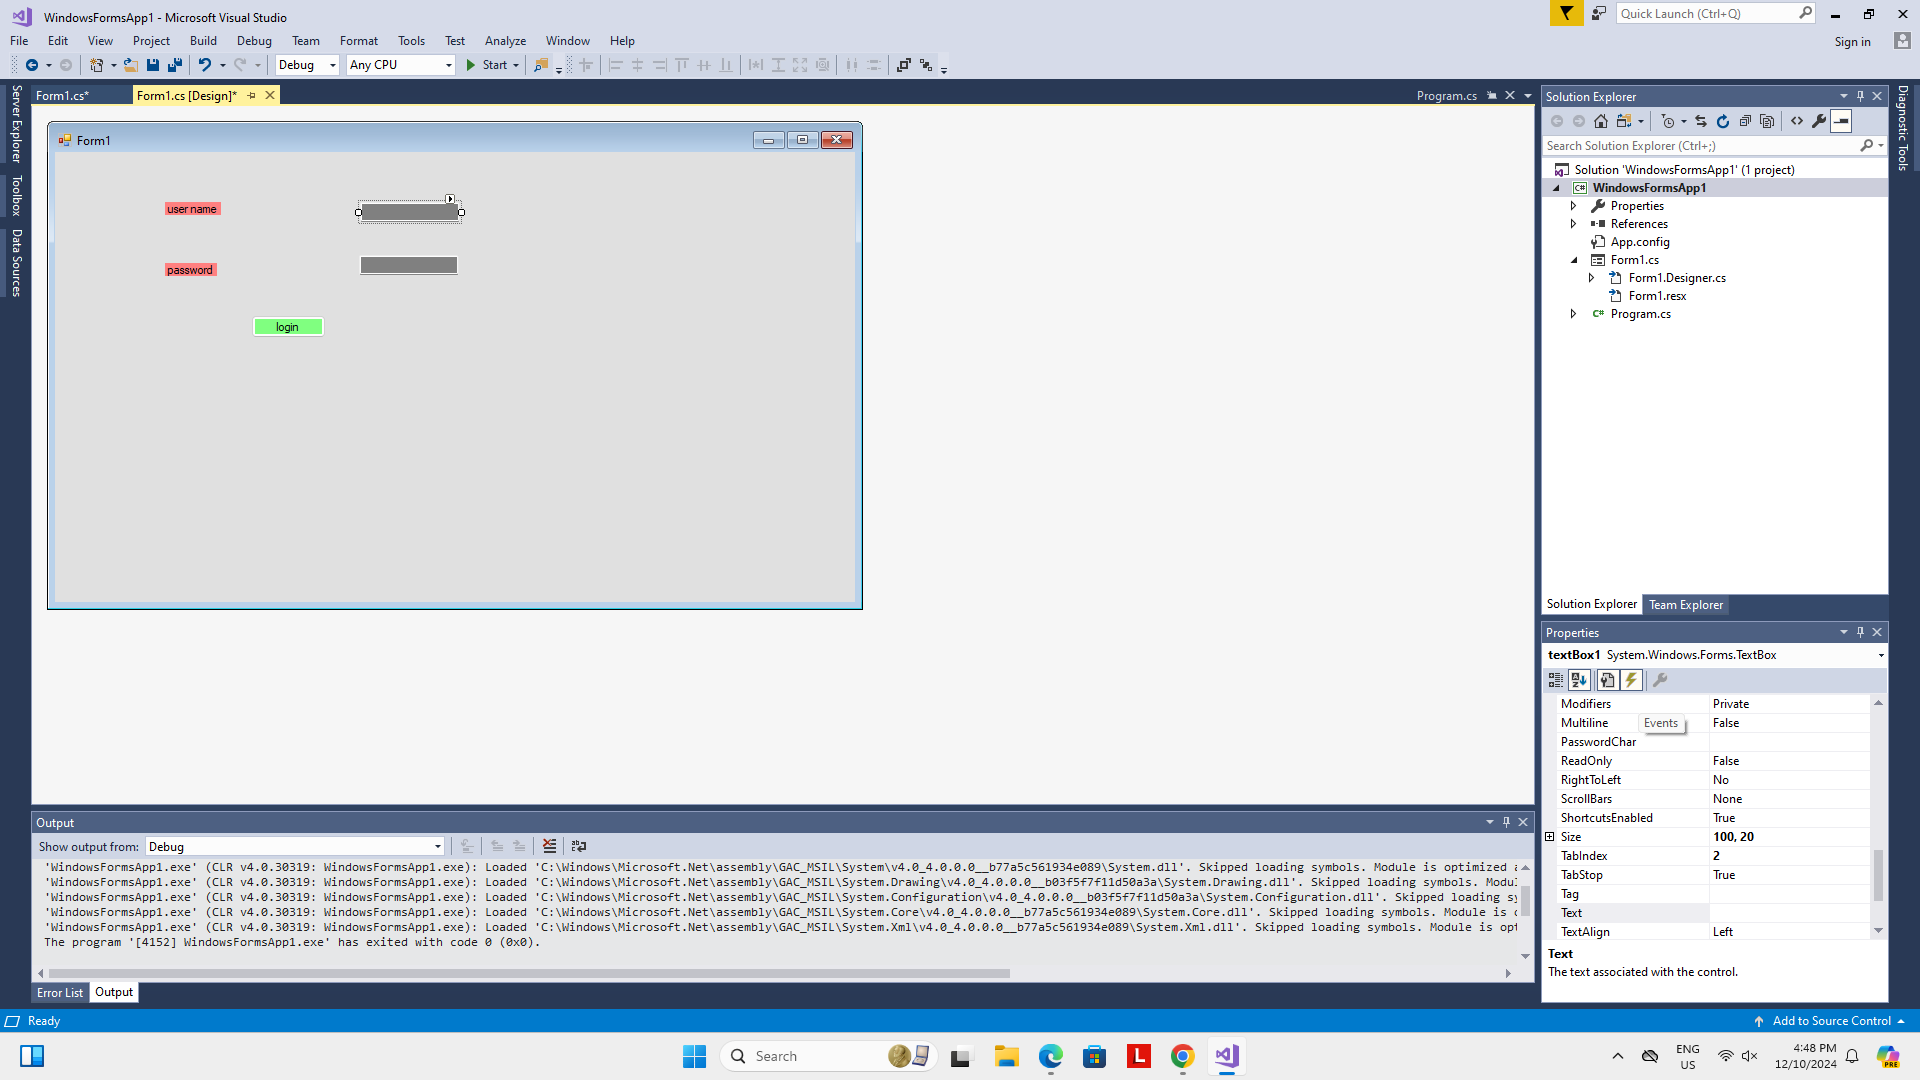 WindowsFormsApp1 - Microsoft Visual Studio
Quick Launch (Ctrl+Q)
File Edit View Project Build Debug Team Format Tools Test Analyze Window Help
Sign in
Debug Any CPU Start
Server Explorer
Toolbox
Data Sources
Form1.cs* Form1.cs [Design]* Program.cs
Form1
user name
password
login
Solution Explorer
Search Solution Explorer (Ctrl+;)
Solution 'WindowsFormsApp1' (1 project)
C# WindowsFormsApp1
Properties
References
App.config
Form1.cs
Form1.Designer.cs
Form1.resx
C# Program.cs
Diagnostic Tools
Solution Explorer Team Explorer
Properties
textBox1 System.Windows.Forms.TextBox
Modifiers Private
Multiline False
Events
PasswordChar
ReadOnly False
RightToLeft No
ScrollBars None
ShortcutsEnabled True
Size 100, 20
TabIndex 2
TabStop True
Tag
Text
TextAlign Left
Text
The text associated with the control.
Output
Show output from: Debug
'WindowsFormsApp1.exe' (CLR v4.0.30319: WindowsFormsApp1.exe): Loaded 'C:\Windows\Microsoft.Net\assembly\GAC_MSIL\System\v4.0_4.0.0.0__b77a5c561934e089\System.dll'. Skipped loading symbols. Module is optimized
'WindowsFormsApp1.exe' (CLR v4.0.30319: WindowsFormsApp1.exe): Loaded 'C:\Windows\Microsoft.Net\assembly\GAC_MSIL\System.Drawing\v4.0_4.0.0.0__b03f5f7f11d50a3a\System.Drawing.dll'. Skipped loading symbols. Modu
'WindowsFormsApp1.exe' (CLR v4.0.30319: WindowsFormsApp1.exe): Loaded 'C:\Windows\Microsoft.Net\assembly\GAC_MSIL\System.Configuration\v4.0_4.0.0.0__b03f5f7f11d50a3a\System.Configuration.dll'. Skipped loading sy
'WindowsFormsApp1.exe' (CLR v4.0.30319: WindowsFormsApp1.exe): Loaded 'C:\Windows\Microsoft.Net\assembly\GAC_MSIL\System.Core\v4.0_4.0.0.0__b77a5c561934e089\System.Core.dll'. Skipped loading symbols. Module is
'WindowsFormsApp1.exe' (CLR v4.0.30319: WindowsFormsApp1.exe): Loaded 'C:\Windows\Microsoft.Net\assembly\GAC_MSIL\System.Xml\v4.0_4.0.0.0__b77a5c561934e089\System.Xml.dll'. Skipped loading symbols. Module is opt
The program '[4152] WindowsFormsApp1.exe' has exited with code 0 (0x0).
Error List Output
Ready
Add to Source Control
Search
L
ENG
US
4:48 PM
12/10/2024
PRE